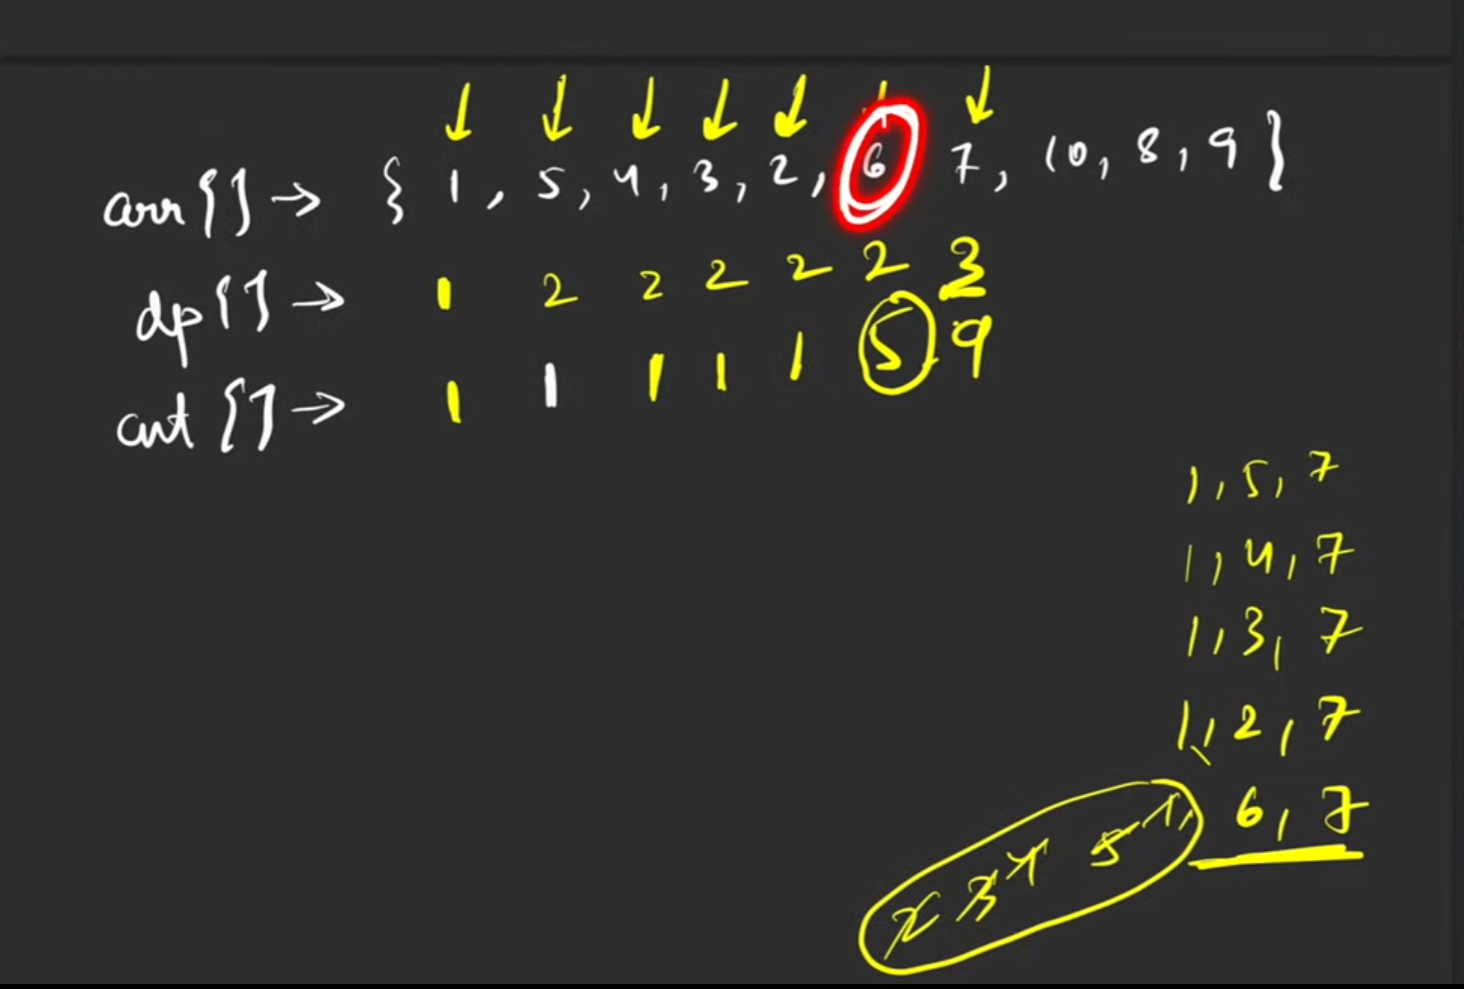 arr[] → { 1, 5, 4, 3, 2, 6 7, 10, 8, 9 }
dp[] → 1 2 2 2 2 2 3
cnt [] → 1 1 1 1 1 5 9
1, 5, 7
1, 4, 7
1, 3, 7
1, 2, 7
6, 7